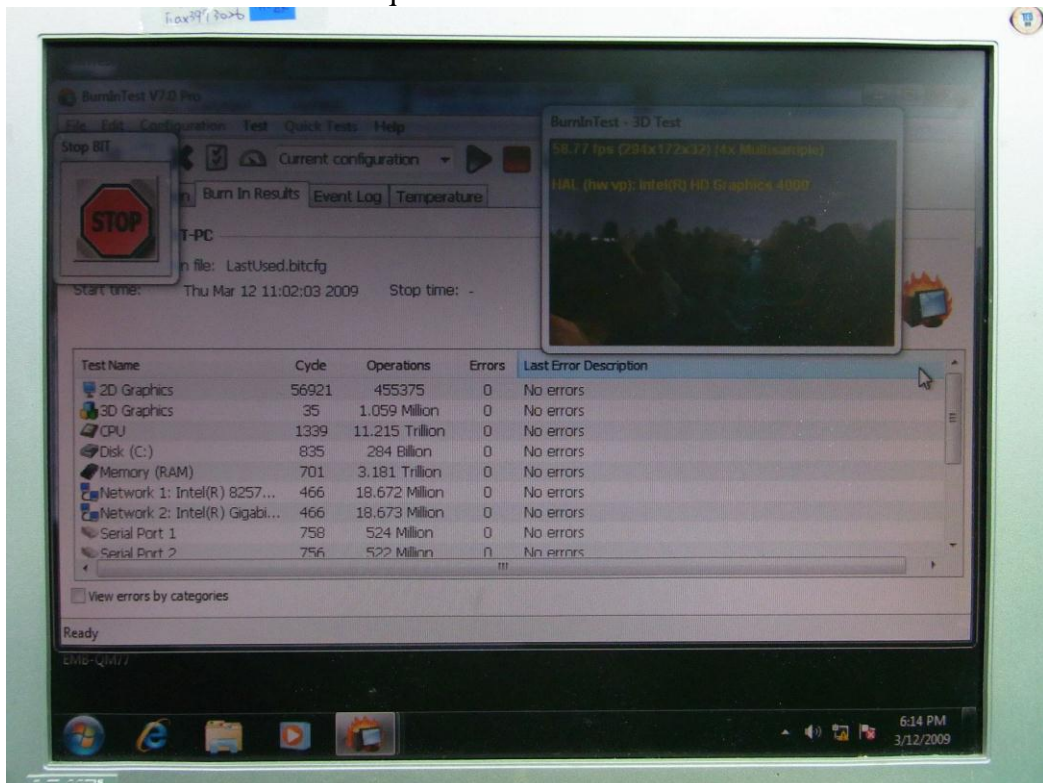 BurnInTest V7.0 Pro
File Edit Configuration Test Quick Tests Help
Stop BIT
STOP
Current configuration
Burn In Results Event Log Temperature
T-PC
n file: LastUsed.bitcfg
Start time: Thu Mar 12 11:02:03 2009 Stop time: -
BurnInTest - 3D Test
58.77 fps (294x172x32) (4x Multisample)
HAL (hw vp): Intel(R) HD Graphics 4000
Test Name Cycle Operations Errors Last Error Description
2D Graphics 56921 455375 0 No errors
3D Graphics 35 1.059 Million 0 No errors
CPU 1339 11.215 Trillion 0 No errors
Disk (C:) 835 284 Billion 0 No errors
Memory (RAM) 701 3.181 Trillion 0 No errors
Network 1: Intel(R) 8257... 466 18.672 Million 0 No errors
Network 2: Intel(R) Gigabi... 466 18.673 Million 0 No errors
Serial Port 1 758 524 Million 0 No errors
Serial Port 2 756 522 Million 0 No errors
View errors by categories
Ready
EMB-QM77
6:14 PM
3/12/2009